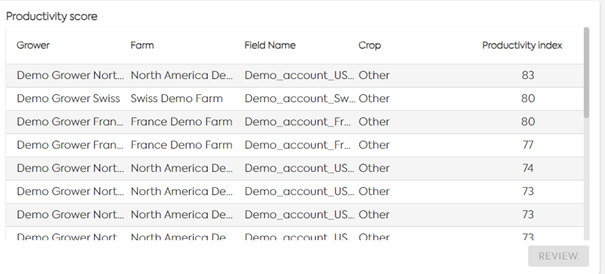 Productivity score
Grower Farm Field Name Crop Productivity index
Demo Grower Nort... North America De... Demo_account_US... Other 83
Demo Grower Swiss Swiss Demo Farm Demo_account_Sw... Other 80
Demo Grower Fran... France Demo Farm Demo_account_Fr... Other 80
Demo Grower Fran... France Demo Farm Demo_account_Fr... Other 77
Demo Grower Nort... North America De... Demo_account_US... Other 74
Demo Grower Nort... North America De... Demo_account_US... Other 73
Demo Grower Nort... North America De... Demo_account_US... Other 73
Demo Grower Nort... North America De... Demo_account_US... Other 73
REVIEW